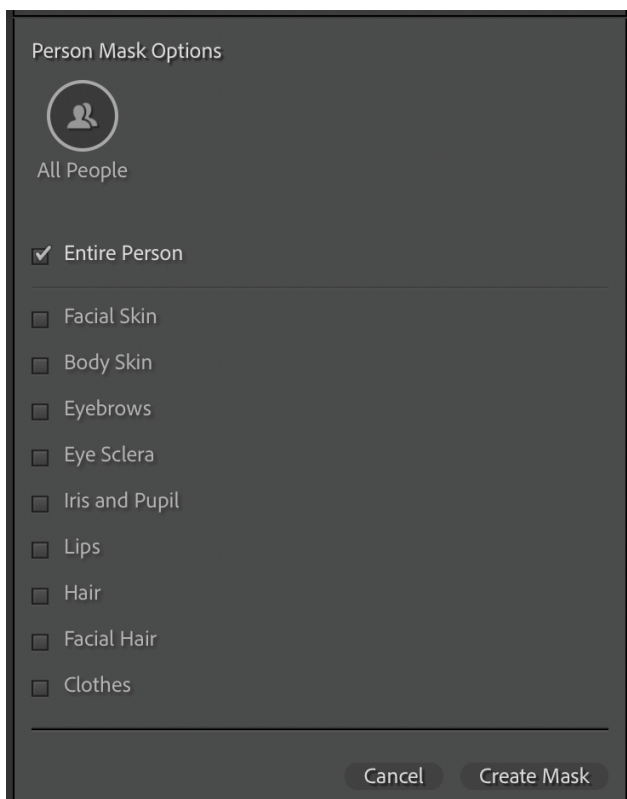 Person Mask Options
All People
Entire Person
Facial Skin
Body Skin
Eyebrows
Eye Sclera
Iris and Pupil
Lips
Hair
Facial Hair
Clothes
Cancel Create Mask